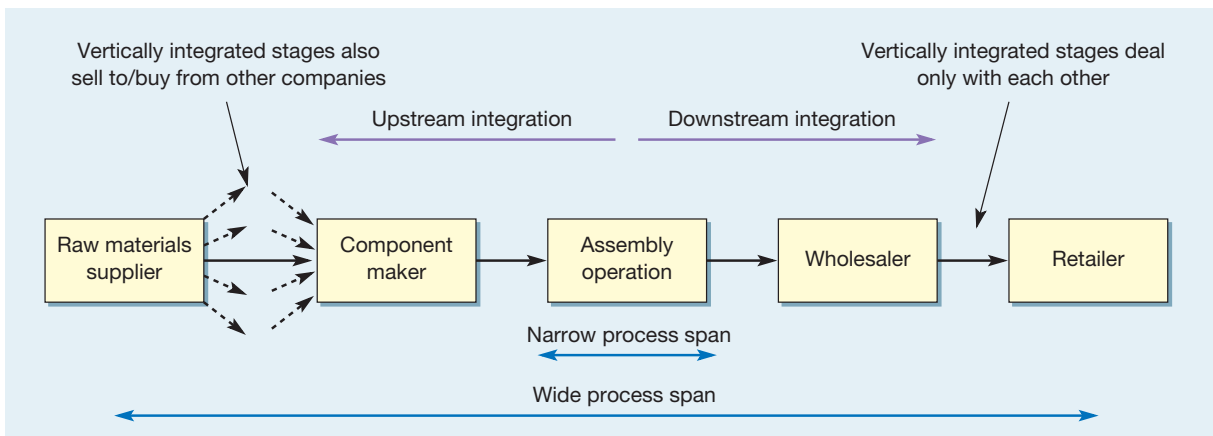 Vertically integrated stages also
sell to/buy from other companies
Vertically integrated stages deal
only with each other
Upstream integration
Downstream integration
Raw materials
supplier
Component
maker
Assembly
operation
Wholesaler
Retailer
Narrow process span
Wide process span